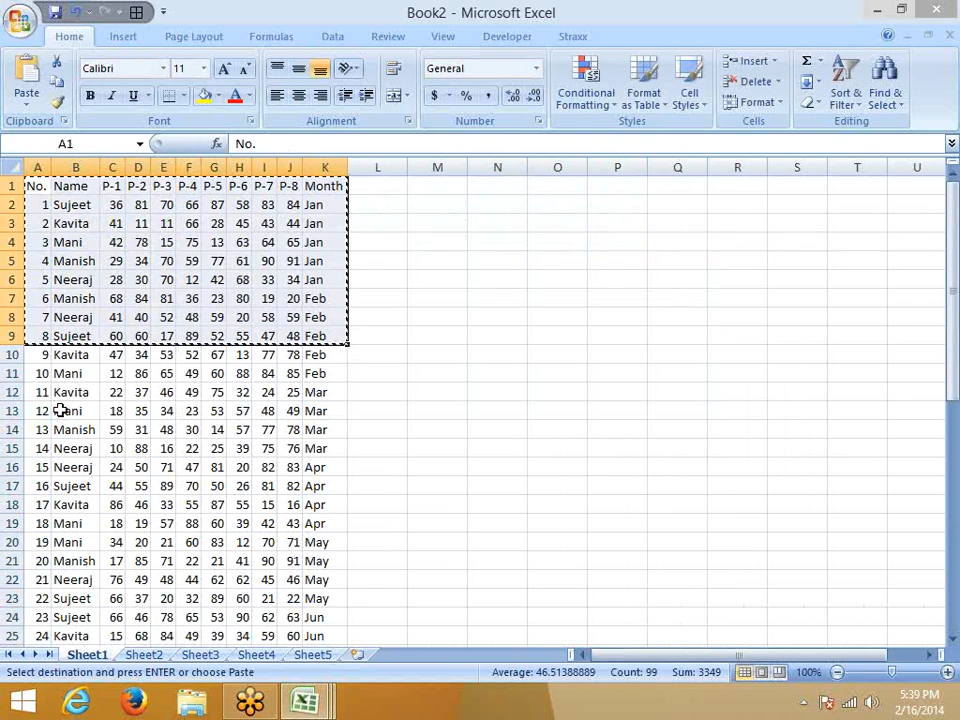 Book2 - Microsoft Excel
Home Insert Page Layout Formulas Data Review View Developer Straxx
Paste Calibri 11 A A General Conditional Formatting Format as Table Cell Styles Insert Delete Format Sort & Filter Find & Select
B I U A $ % , .00 .0
Clipboard Font Alignment Number Styles Cells Editing
A1 fx No.
A B C D E F G H I J K L M N O P Q R S T U
1 No. Name P-1 P-2 P-3 P-4 P-5 P-6 P-7 P-8 Month
2 1 Sujeet 36 81 70 66 87 58 83 84 Jan
3 2 Kavita 41 11 11 66 28 45 43 44 Jan
4 3 Mani 42 78 15 75 13 63 64 65 Jan
5 4 Manish 29 34 70 59 77 61 90 91 Jan
6 5 Neeraj 28 30 70 12 42 68 33 34 Jan
7 6 Manish 68 84 81 36 23 80 19 20 Feb
8 7 Neeraj 41 40 52 48 59 20 58 59 Feb
9 8 Sujeet 60 60 17 89 52 55 47 48 Feb
10 9 Kavita 47 34 53 52 67 13 77 78 Feb
11 10 Mani 12 86 65 49 60 88 84 85 Feb
12 11 Kavita 22 37 46 49 75 32 24 25 Mar
13 12 Mani 18 35 34 23 53 57 48 49 Mar
14 13 Manish 59 31 48 30 14 57 77 78 Mar
15 14 Neeraj 10 88 16 22 25 39 75 76 Mar
16 15 Neeraj 24 50 71 47 81 20 82 83 Apr
17 16 Sujeet 44 55 89 70 50 26 81 82 Apr
18 17 Kavita 86 46 33 55 87 55 15 16 Apr
19 18 Mani 18 19 57 88 60 39 42 43 Apr
20 19 Mani 34 20 21 60 83 12 70 71 May
21 20 Manish 17 85 71 22 21 41 90 91 May
22 21 Neeraj 76 49 48 44 62 62 45 46 May
23 22 Sujeet 66 37 20 32 89 60 21 22 May
24 23 Sujeet 66 46 78 65 53 90 62 63 Jun
25 24 Kavita 15 68 84 49 39 34 59 60 Jun
Sheet1 Sheet2 Sheet3 Sheet4 Sheet5
Select destination and press ENTER or choose Paste Average: 46.51388889 Count: 99 Sum: 3349 100%
5:39 PM
2/16/2014